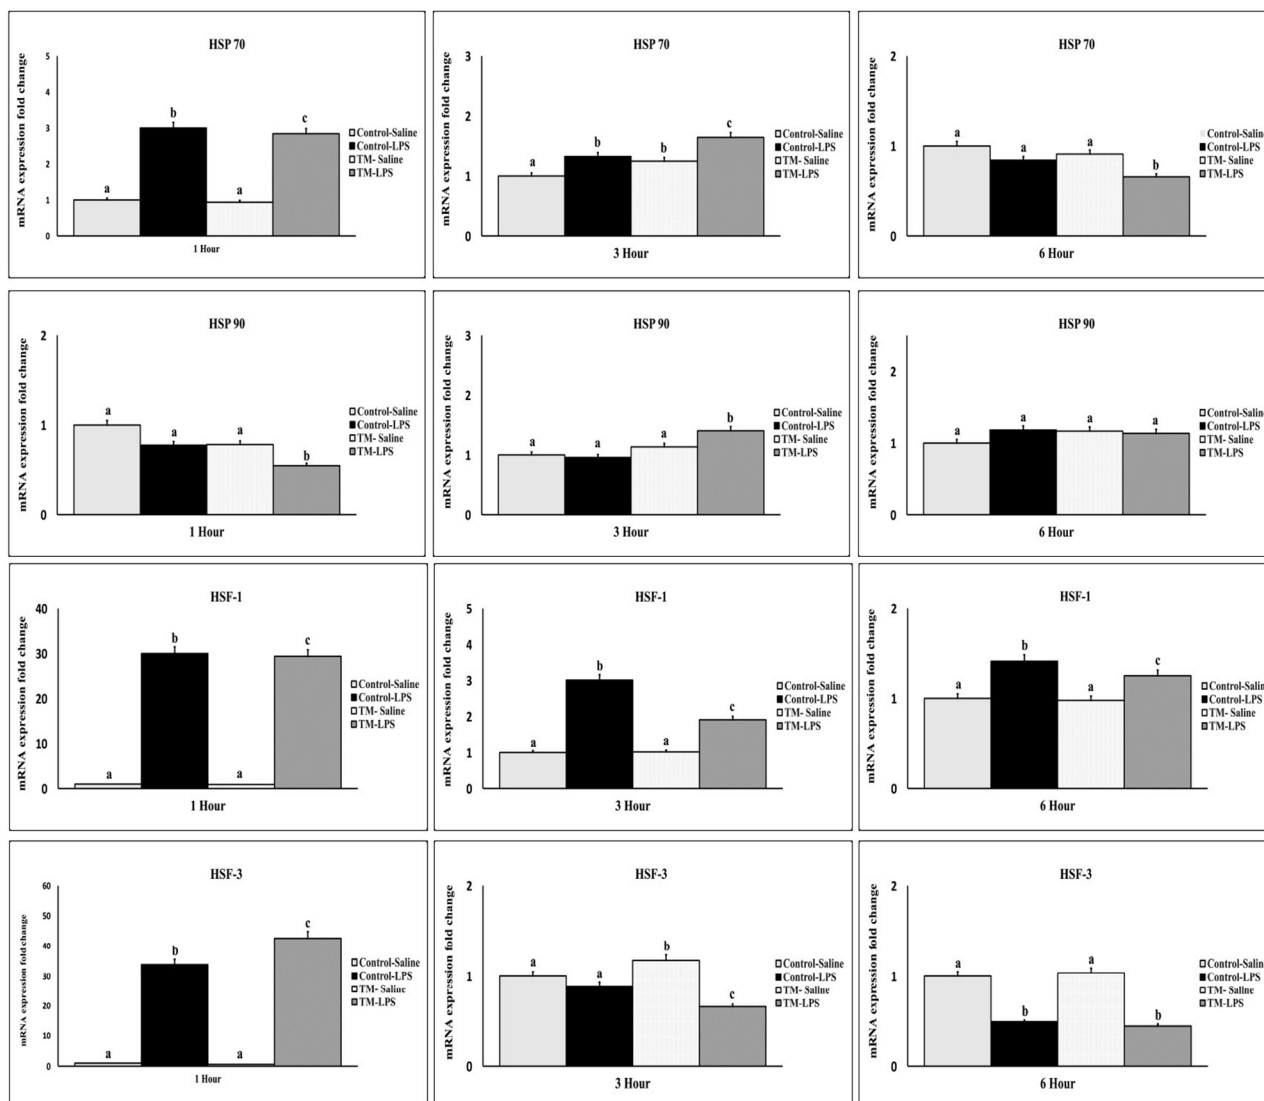 HSP 70
mRNA expression fold change
5
4
3
2
1
0
a
b
a
c
1 Hour
Control-Saline
Control-LPS
TM- Saline
TM-LPS
HSP 70
mRNA expression fold change
3
2
1
0
a
b
b
c
3 Hour
Control-Saline
Control-LPS
TM- Saline
TM-LPS
HSP 70
mRNA expression fold change
2
1
0
a
a
a
b
6 Hour
Control-Saline
Control-LPS
TM- Saline
TM-LPS
HSP 90
mRNA expression fold change
2
1
0
a
a
a
b
1 Hour
Control-Saline
Control-LPS
TM- Saline
TM-LPS
HSP 90
mRNA expression fold change
3
2
1
0
a
a
a
b
3 Hour
Control-Saline
Control-LPS
TM- Saline
TM-LPS
HSP 90
mRNA expression fold change
2
1
0
a
a
a
a
6 Hour
Control-Saline
Control-LPS
TM- Saline
TM-LPS
HSF-1
mRNA expression fold change
40
30
20
10
0
a
b
a
c
1 Hour
Control-Saline
Control-LPS
TM- Saline
TM-LPS
HSF-1
mRNA expression fold change
5
4
3
2
1
0
a
b
a
c
3 Hour
Control-Saline
Control-LPS
TM- Saline
TM-LPS
HSF-1
mRNA expression fold change
2
1
0
a
b
a
c
6 Hour
Control-Saline
Control-LPS
TM- Saline
TM-LPS
HSF-3
mRNA expression fold change
60
50
40
30
20
10
0
a
b
a
c
1 Hour
Control-Saline
Control-LPS
TM- Saline
TM-LPS
HSF-3
mRNA expression fold change
2
1
0
a
a
b
c
3 Hour
Control-Saline
Control-LPS
TM- Saline
TM-LPS
HSF-3
mRNA expression fold change
2
1
0
a
b
a
b
6 Hour
Control-Saline
Control-LPS
TM- Saline
TM-LPS